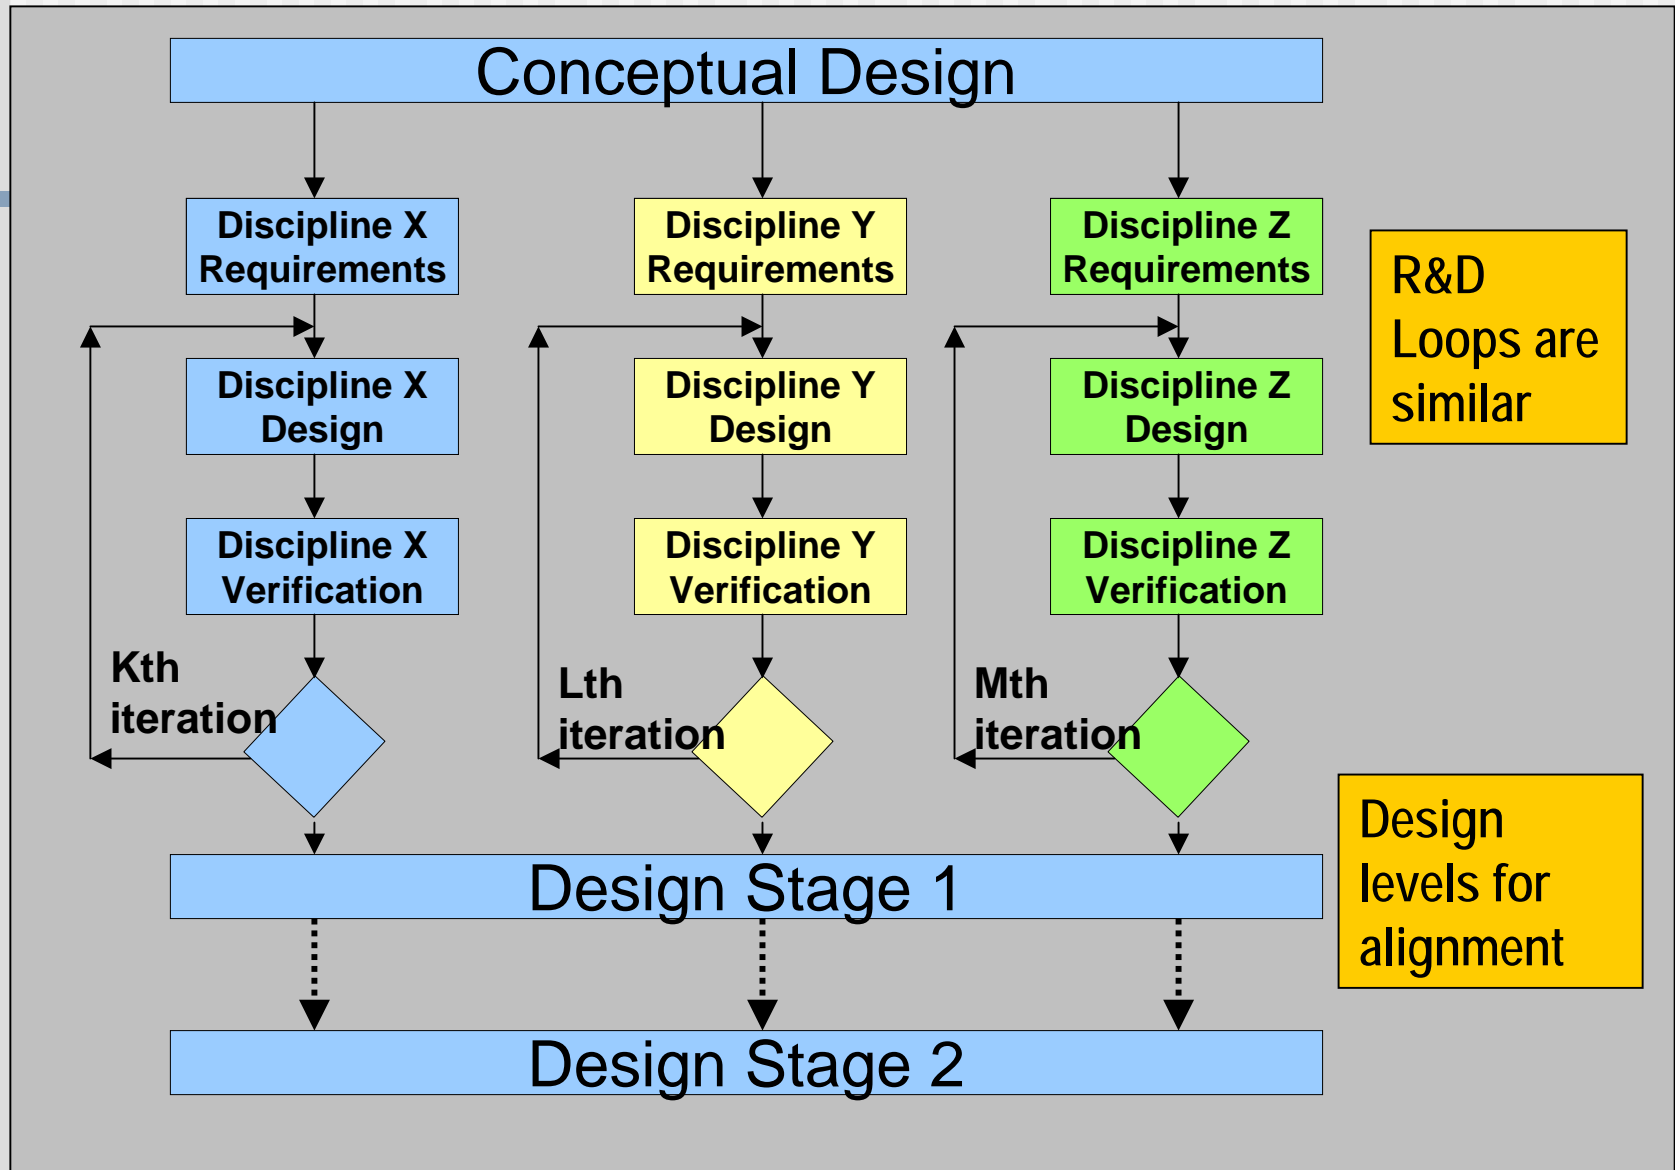 Conceptual Design
Discipline X
Requirements
Discipline Y
Requirements
Discipline Z
Requirements
R&D
Loops are
similar
Discipline X
Design
Discipline Y
Design
Discipline Z
Design
Discipline X
Verification
Discipline Y
Verification
Discipline Z
Verification
Kth
iteration
Lth
iteration
Mth
iteration
Design
levels for
alignment
Design Stage 1
Design Stage 2